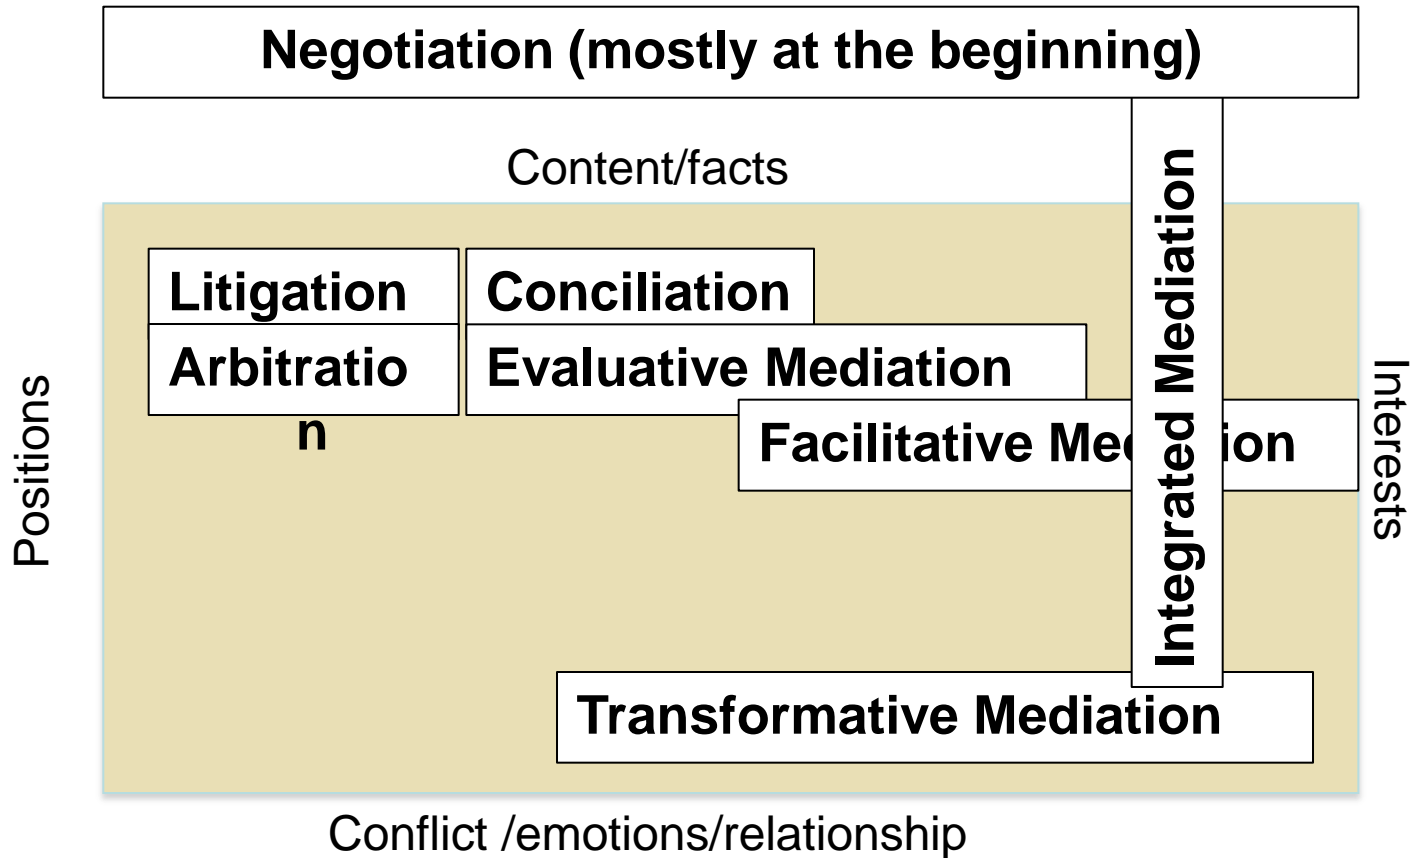 Negotiation (mostly at the beginning)
Content/facts
Litigation
Conciliation
Arbitratio
n
Evaluative Mediation
Facilitative Me ion
Integrated Mediation
Positions
Interests
Transformative Mediation
Conflict /emotions/relationship